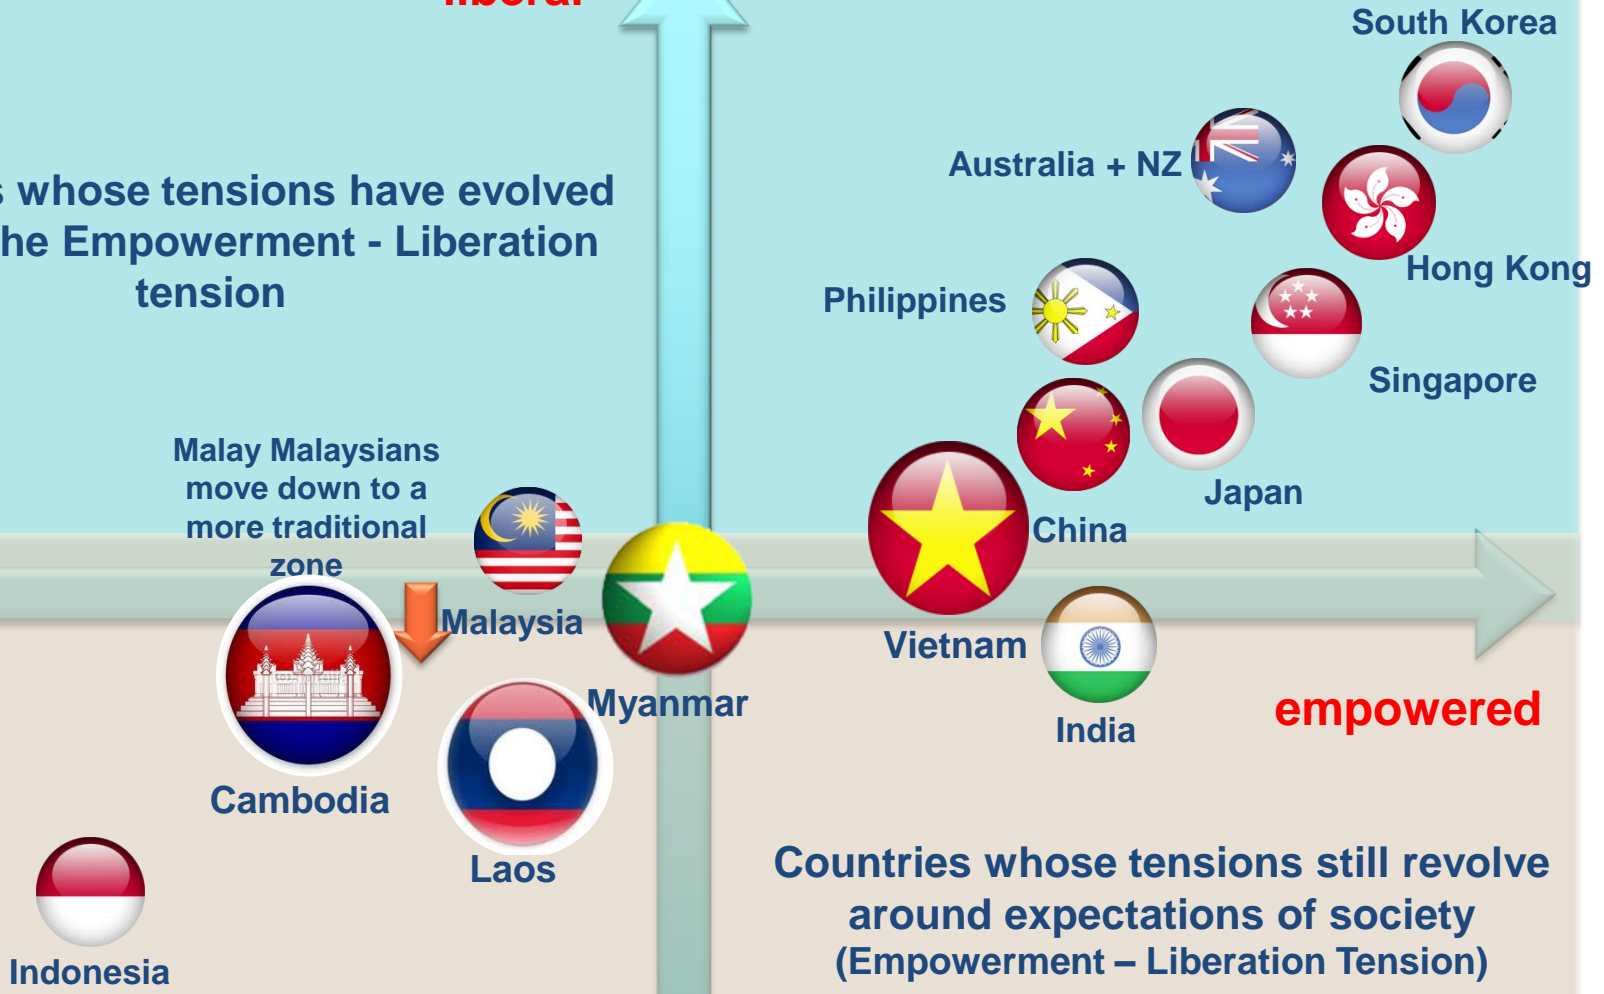 liberal
South Korea
Australia + NZ
Hong Kong
whose tensions have evolved
Empowerment - Liberation
tension
Philippines
Singapore
Malay Malaysians
move down to a
more traditional
zone
Japan
China
Malaysia
Vietnam
Myanmar
India
empowered
Cambodia
Laos
Countries whose tensions still revolve
around expectations of society
(Empowerment – Liberation Tension)
Indonesia